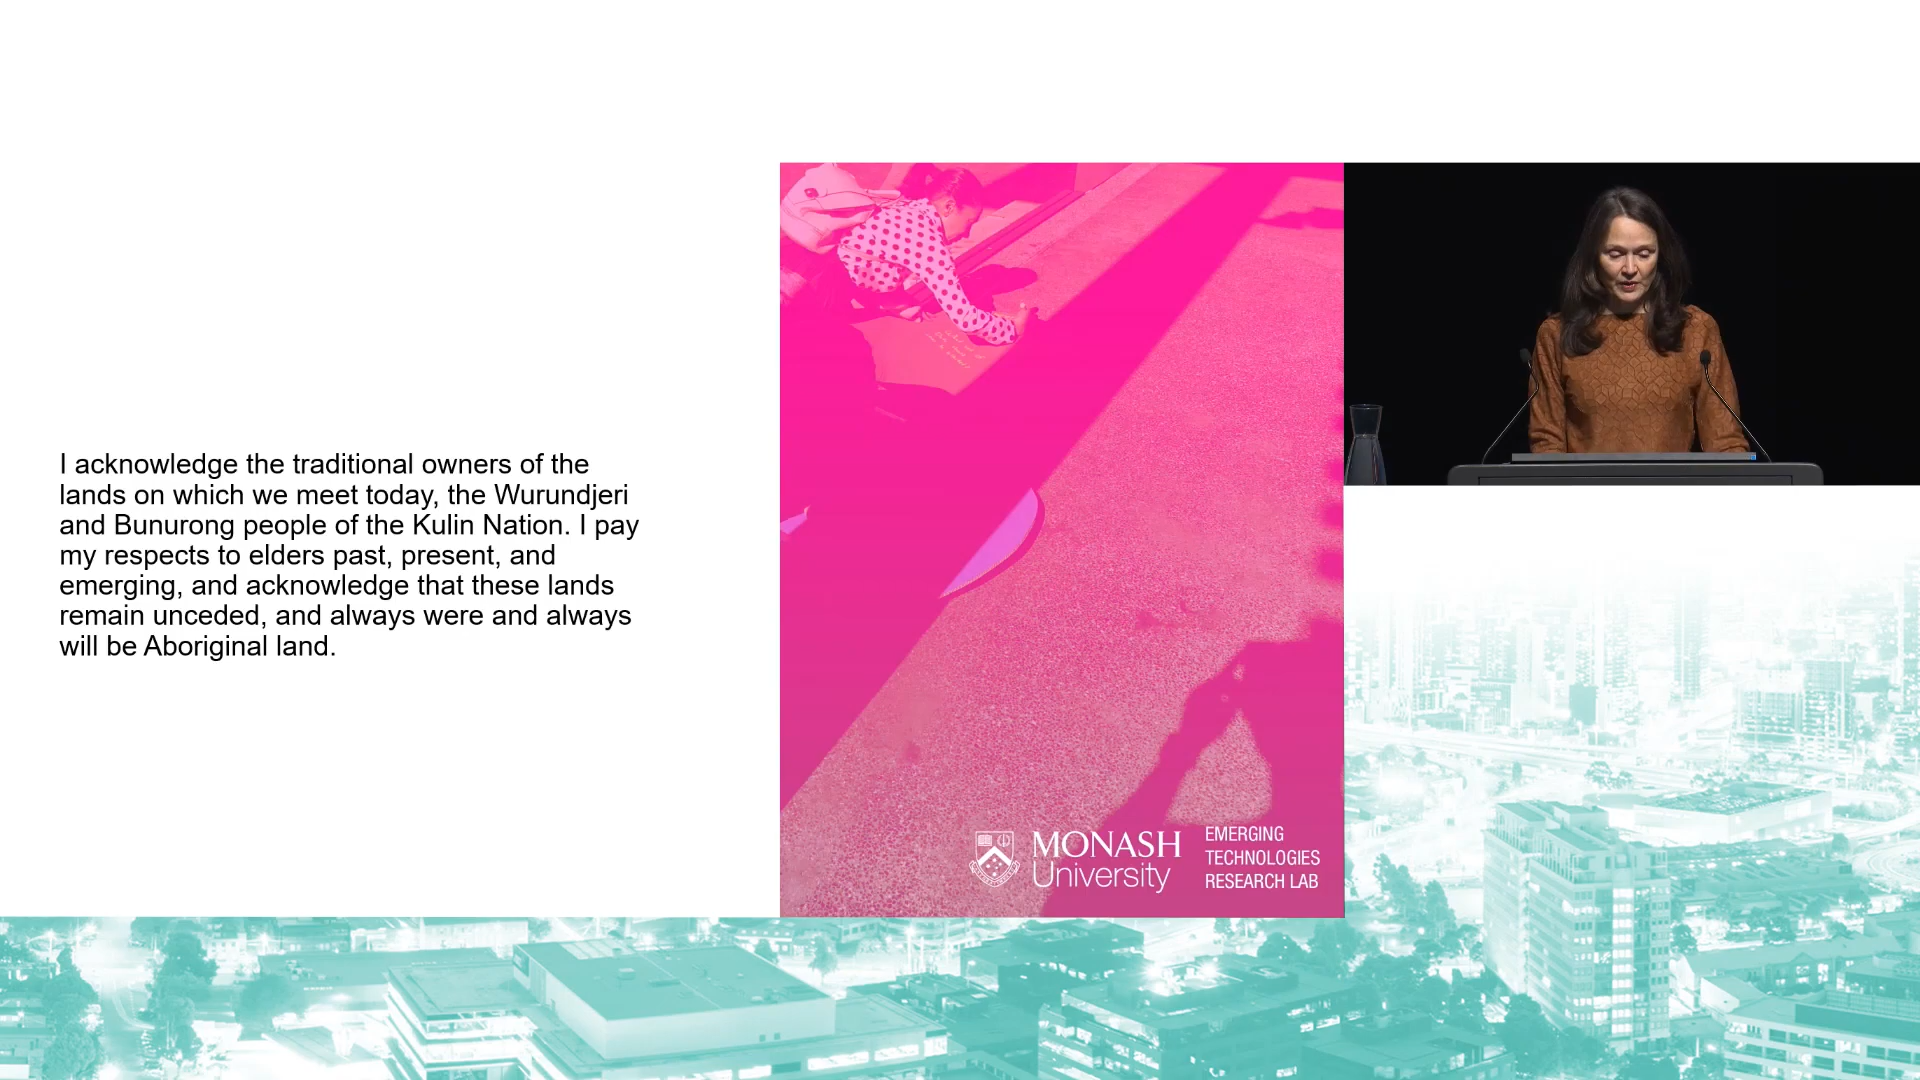 I acknowledge the traditional owners of the
lands on which we meet today, the Wurundjeri
and Bunurong people of the Kulin Nation. I pay
my respects to elders past, present, and
emerging, and acknowledge that these lands
remain unceded, and always were and always
will be Aboriginal land.
MONASH
University
EMERGING
TECHNOLOGIES
RESEARCH LAB